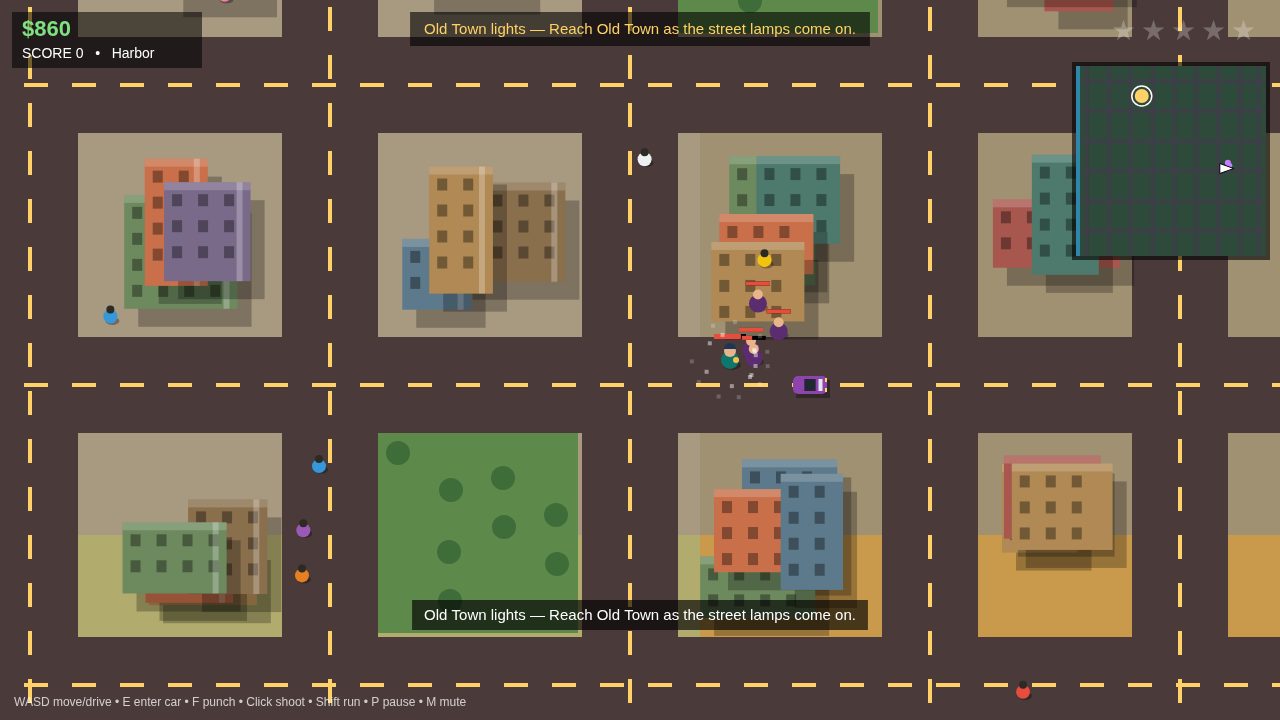 $860
SCORE 0 • Harbor
Old Town lights — Reach Old Town as the street lamps come on.
Old Town lights — Reach Old Town as the street lamps come on.
WASD move/drive • E enter car • F punch • Click shoot • Shift run • P pause • M mute